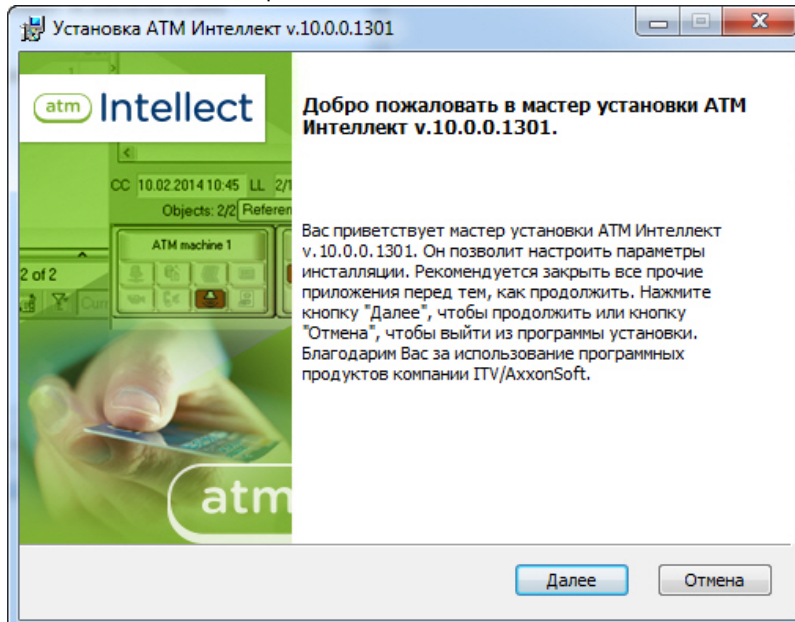 Установка ATM Интеллект v.10.0.0.1301
atm Intellect
CC 10.02.2014 10:45 LL 2/1
Objects: 2/2 Referen
ATM machine 1
2 of 2
atm
Добро пожаловать в мастер установки ATM
Интеллект v.10.0.0.1301.
Вас приветствует мастер установки ATM Интеллект
v.10.0.0.1301. Он позволит настроить параметры
инсталляции. Рекомендуется закрыть все прочие
приложения перед тем, как продолжить. Нажмите
кнопку "Далее", чтобы продолжить или кнопку
"Отмена", чтобы выйти из программы установки.
Благодарим Вас за использование программных
продуктов компании ITV/AxxonSoft.
Далее
Отмена